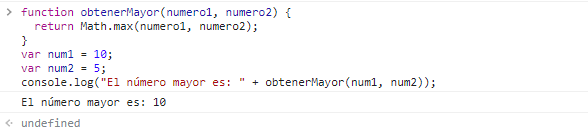 > function obtenerMayor(numero1, numero2) {
  return Math.max(numero1, numero2);
}
var num1 = 10;
var num2 = 5;
console.log("El número mayor es: " + obtenerMayor(num1, num2));
El número mayor es: 10
undefined